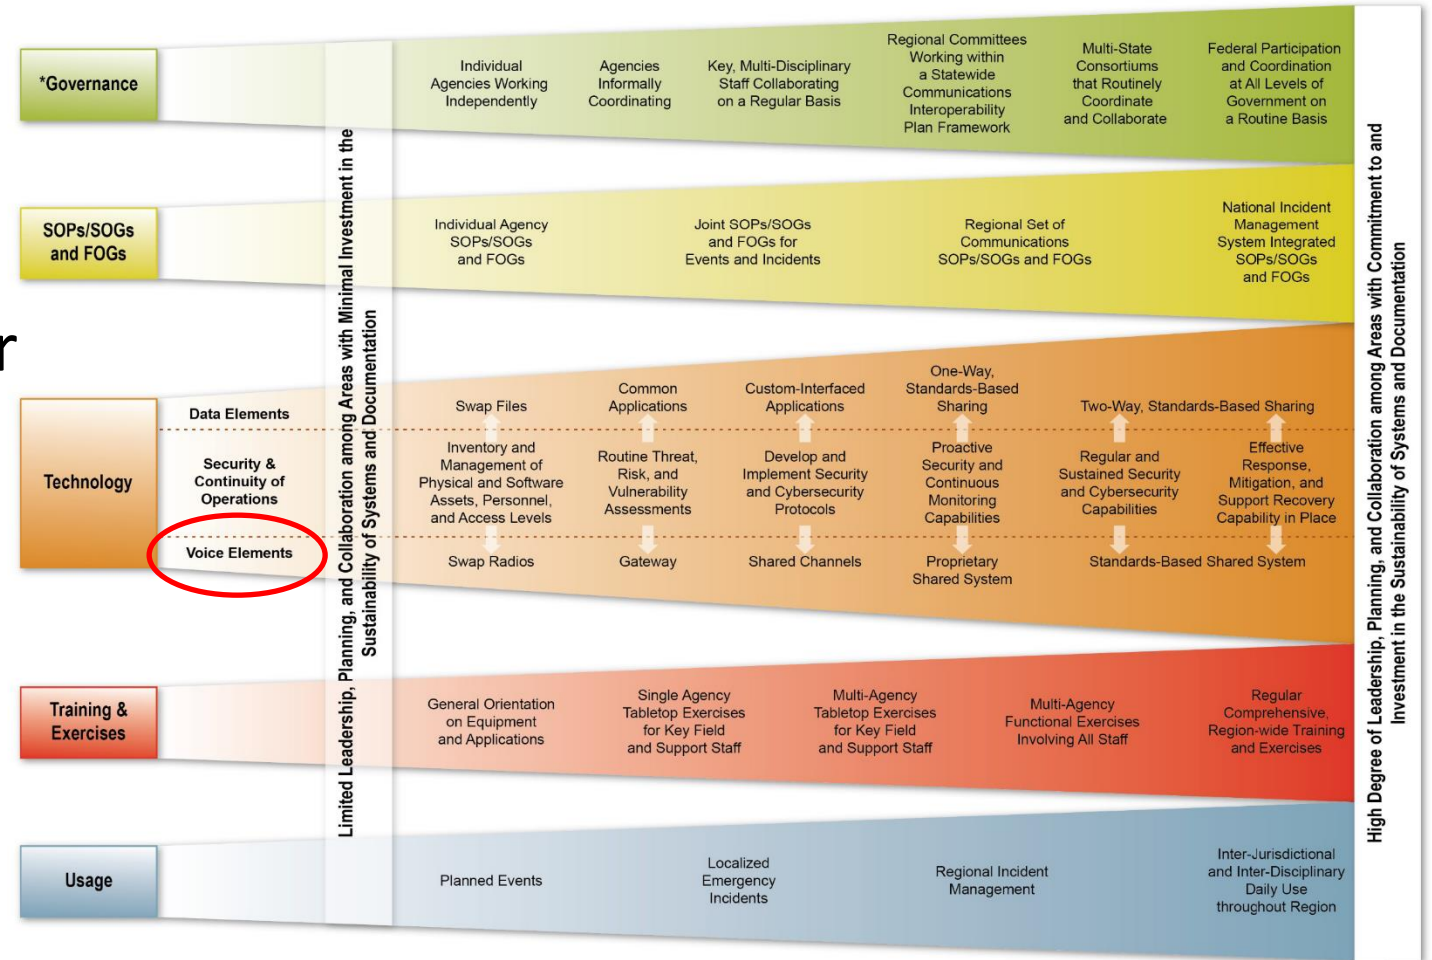 *Governance
Individual
Agencies Working
Independently
Agencies
Informally
Coordinating
Key, Multi-Disciplinary
Staff Collaborating
on a Regular Basis
Regional Committees
Working within
a Statewide
Communications
Interoperability
Plan Framework
Multi-State
Consortiums
that Routinely
Coordinate
and Collaborate
Federal Participation
and Coordination
at All Levels of
Government on
a Routine Basis
SOPs/SOGs
and FOGs
Individual Agency
SOPs/SOGs
and FOGs
Joint SOPs/SOGs
and FOGs for
Events and Incidents
Regional Set of
Communications
SOPs/SOGs and FOGs
National Incident
Management
System Integrated
SOPs/SOGs
and FOGs
r
Technology
Data Elements
Swap Files
Common
Applications
Custom-Interfaced
Applications
One-Way,
Standards-Based
Sharing
Two-Way, Standards-Based Sharing
Security &
Continuity of
Operations
Inventory and
Management of
Physical and Software
Assets, Personnel,
and Access Levels
Routine Threat,
Risk, and
Vulnerability
Assessments
Develop and
Implement Security
and Cybersecurity
Protocols
Proactive
Security and
Continuous
Monitoring
Capabilities
Regular and
Sustained Security
and Cybersecurity
Capabilities
Effective
Response,
Mitigation, and
Support Recovery
Capability in Place
Voice Elements
Swap Radios
Gateway
Shared Channels
Proprietary
Shared System
Standards-Based Shared System
Training &
Exercises
General Orientation
on Equipment
and Applications
Single Agency
Tabletop Exercises
for Key Field
and Support Staff
Multi-Agency
Tabletop Exercises
for Key Field
and Support Staff
Multi-Agency
Functional Exercises
Involving All Staff
Regular
Comprehensive,
Region-wide Training
and Exercises
Usage
Planned Events
Localized
Emergency
Incidents
Regional Incident
Management
Inter-Jurisdictional
and Inter-Disciplinary
Daily Use
throughout Region
Limited Leadership, Planning, and Collaboration among Areas with Minimal Investment in the
Sustainability of Systems and Documentation
High Degree of Leadership, Planning, and Collaboration among Areas with Commitment to and
Investment in the Sustainability of Systems and Documentation